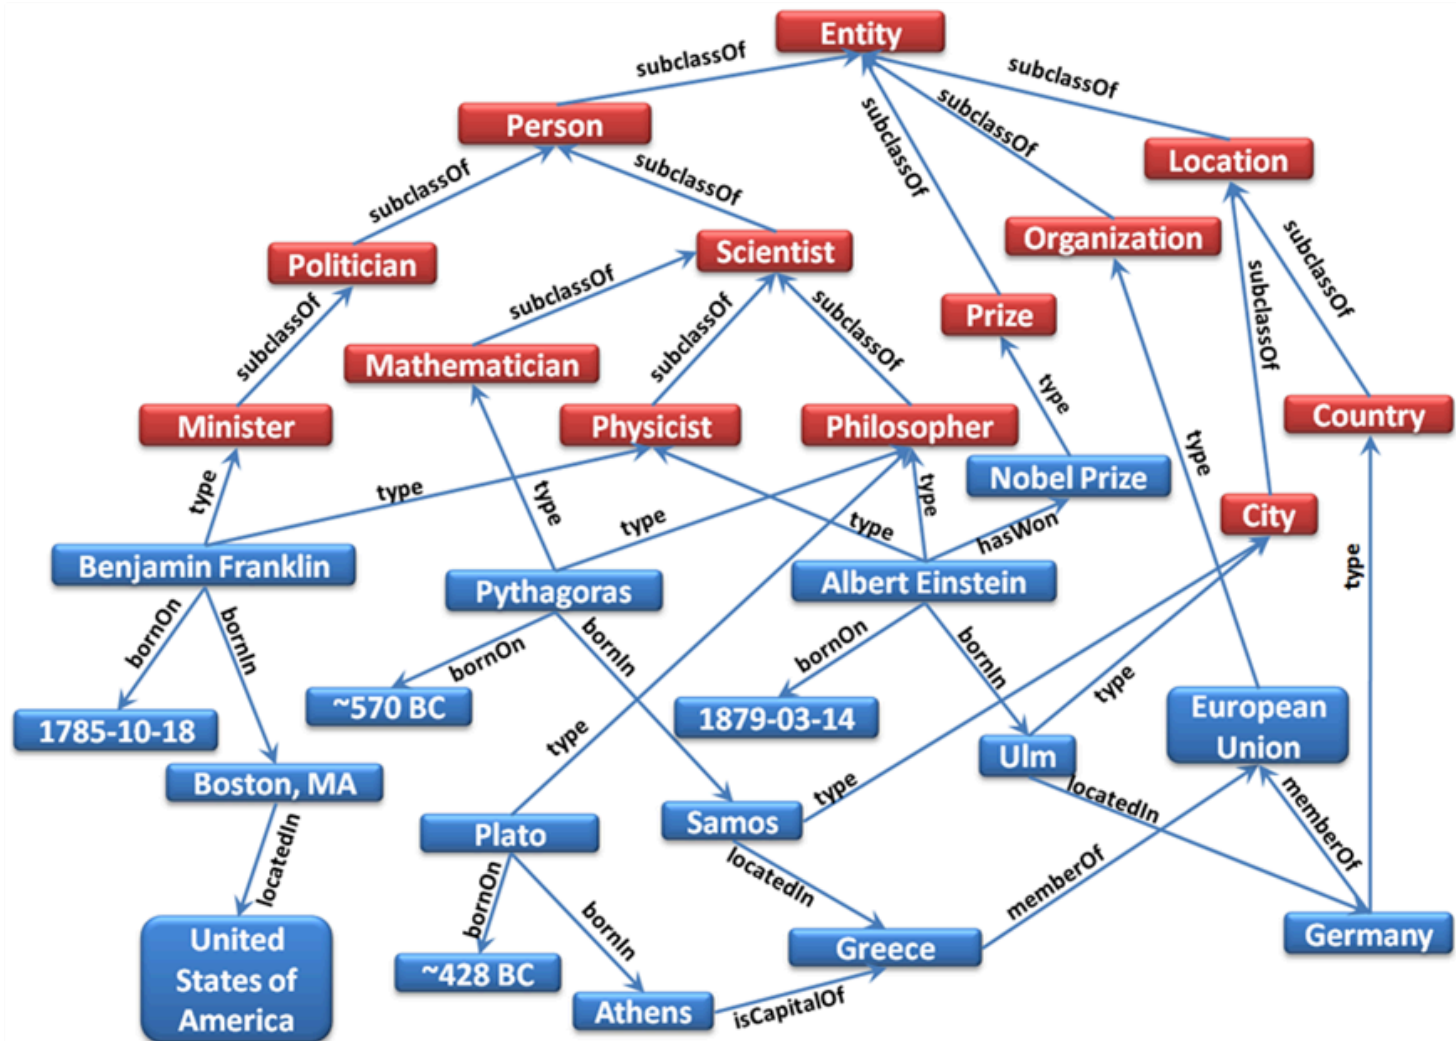 Entity
subclassOf
subclassOf
Person
subclassOf
subclassOf
Location
subclassOf
subclassOf
subclassOf
Organization
subclassOf
Politician
Scientist
subclassOf
subclassOf
Prize
subclassOf
subclassOf
subclassOf
subclassOf
Mathematician
type
Minister
Physicist
Philosopher
Country
type
Nobel Prize
type
type
type
type
type
type
City
hasWon
type
Benjamin Franklin
Pythagoras
Albert Einstein
type
bornOn
bornIn
bornOn
bornIn
bornOn
bornIn
type
1785-10-18
~570 BC
1879-03-14
European
Union
type
Ulm
Boston, MA
type
locatedIn
memberOf
Samos
Plato
locatedIn
locatedIn
memberOf
bornOn
bornIn
United
States of
America
~428 BC
Greece
Germany
Athens
isCapitalOf